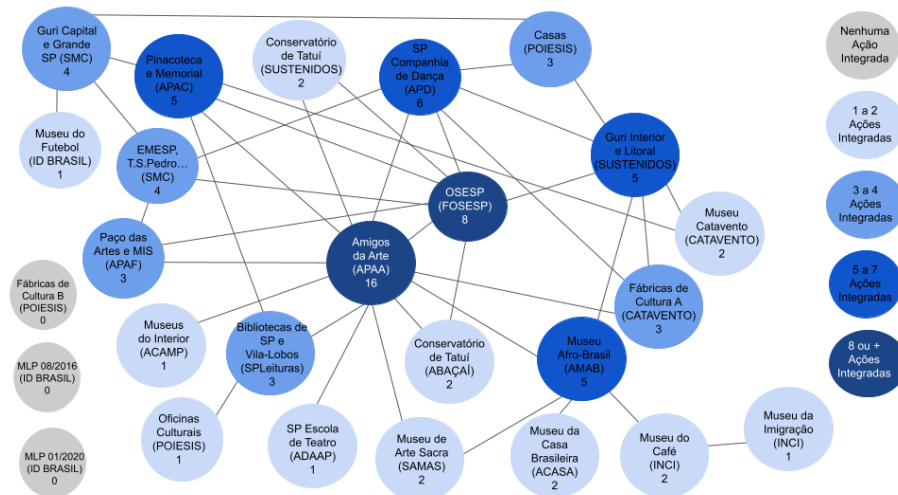 Guri Capital
e Grande
SP (SMC)
4
Pinacoteca
e Memorial
(APAC)
5
Conservatório
de Tatuí
(SUSTENIDOS)
2
SP
Companhia
de Dança
(APD)
6
Casas
(POIESIS)
3
Nenhuma
Ação
Integrada
Museu do
Futebol
(ID BRASIL)
1
EMESP,
T.S.Pedro...
(SMC)
4
Guri Interior
e Litoral
(SUSTENIDOS)
5
1 a 2
Ações
Integradas
OSESP
(FOSESP)
8
Museu
Catavento
(CATAVENTO)
2
3 a 4
Ações
Integradas
Paço das
Artes e MIS
(APAF)
3
Amigos
da Arte
(APAA)
16
Fábricas de
Cultura B
(POIESIS)
0
Fábricas de
Cultura A
(CATAVENTO)
3
5 a 7
Ações
Integradas
Museus
do Interior
(ACAMP)
1
Bibliotecas de
SP e
Vila-Lobos
(SPLeituras)
3
Conservatório
de Tatuí
(ABAÇAÍ)
2
Museu
Afro-Brasil
(AMAB)
5
8 ou +
Ações
Integradas
MLP 08/2016
(ID BRASIL)
0
Oficinas
Culturais
(POIESIS)
1
SP Escola
de Teatro
(ADAAP)
1
Museu de
Arte Sacra
(SAMAS)
2
Museu da
Casa
Brasileira
(ACASA)
2
Museu do
Café
(INCI)
2
Museu da
Imigração
(INCI)
1
MLP 01/2020
(ID BRASIL)
0